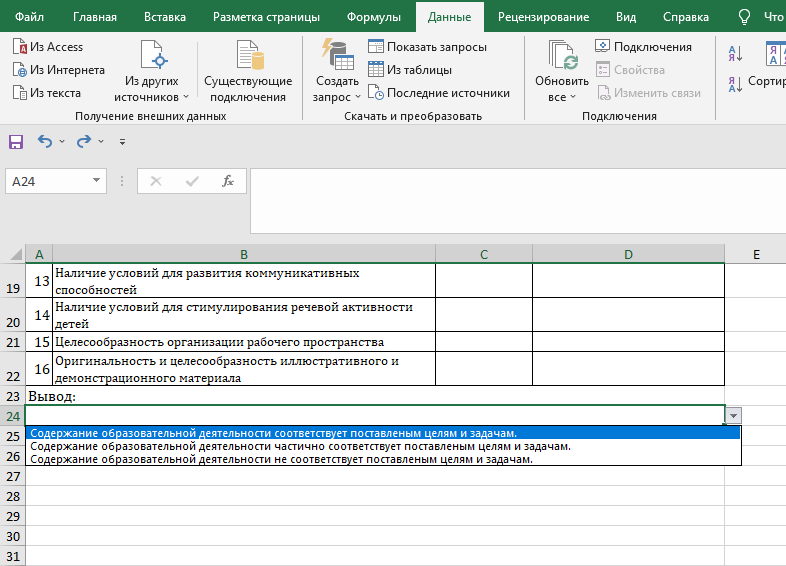 Файл Главная Вставка Разметка страницы Формулы Данные Рецензирование Вид Справка Что
Из Access
Из Интернета
Из текста
Из других
источников
Существующие
подключения
Получение внешних данных
Создать
запрос
Показать запросы
Из таблицы
Последние источники
Скачать и преобразовать
Обновить
все
Подключения
Свойства
Изменить связи
Подключения
А
Я
Я
А
Сортир
A24
fx
A B C D E
19 13 Наличие условий для развития коммуникативных
способностей
20 14 Наличие условий для стимулирования речевой активности
детей
21 15 Целесообразность организации рабочего пространства
22 16 Оригинальность и целесообразность иллюстративного и
демонстрационного материала
23 Вывод:
24
25 Содержание образовательной деятельности соответствует поставленым целям и задачам.
Содержание образовательной деятельности частично соответствует поставленым целям и задачам.
26 Содержание образовательной деятельности не соответствует поставленым целям и задачам.
27
28
29
30
31